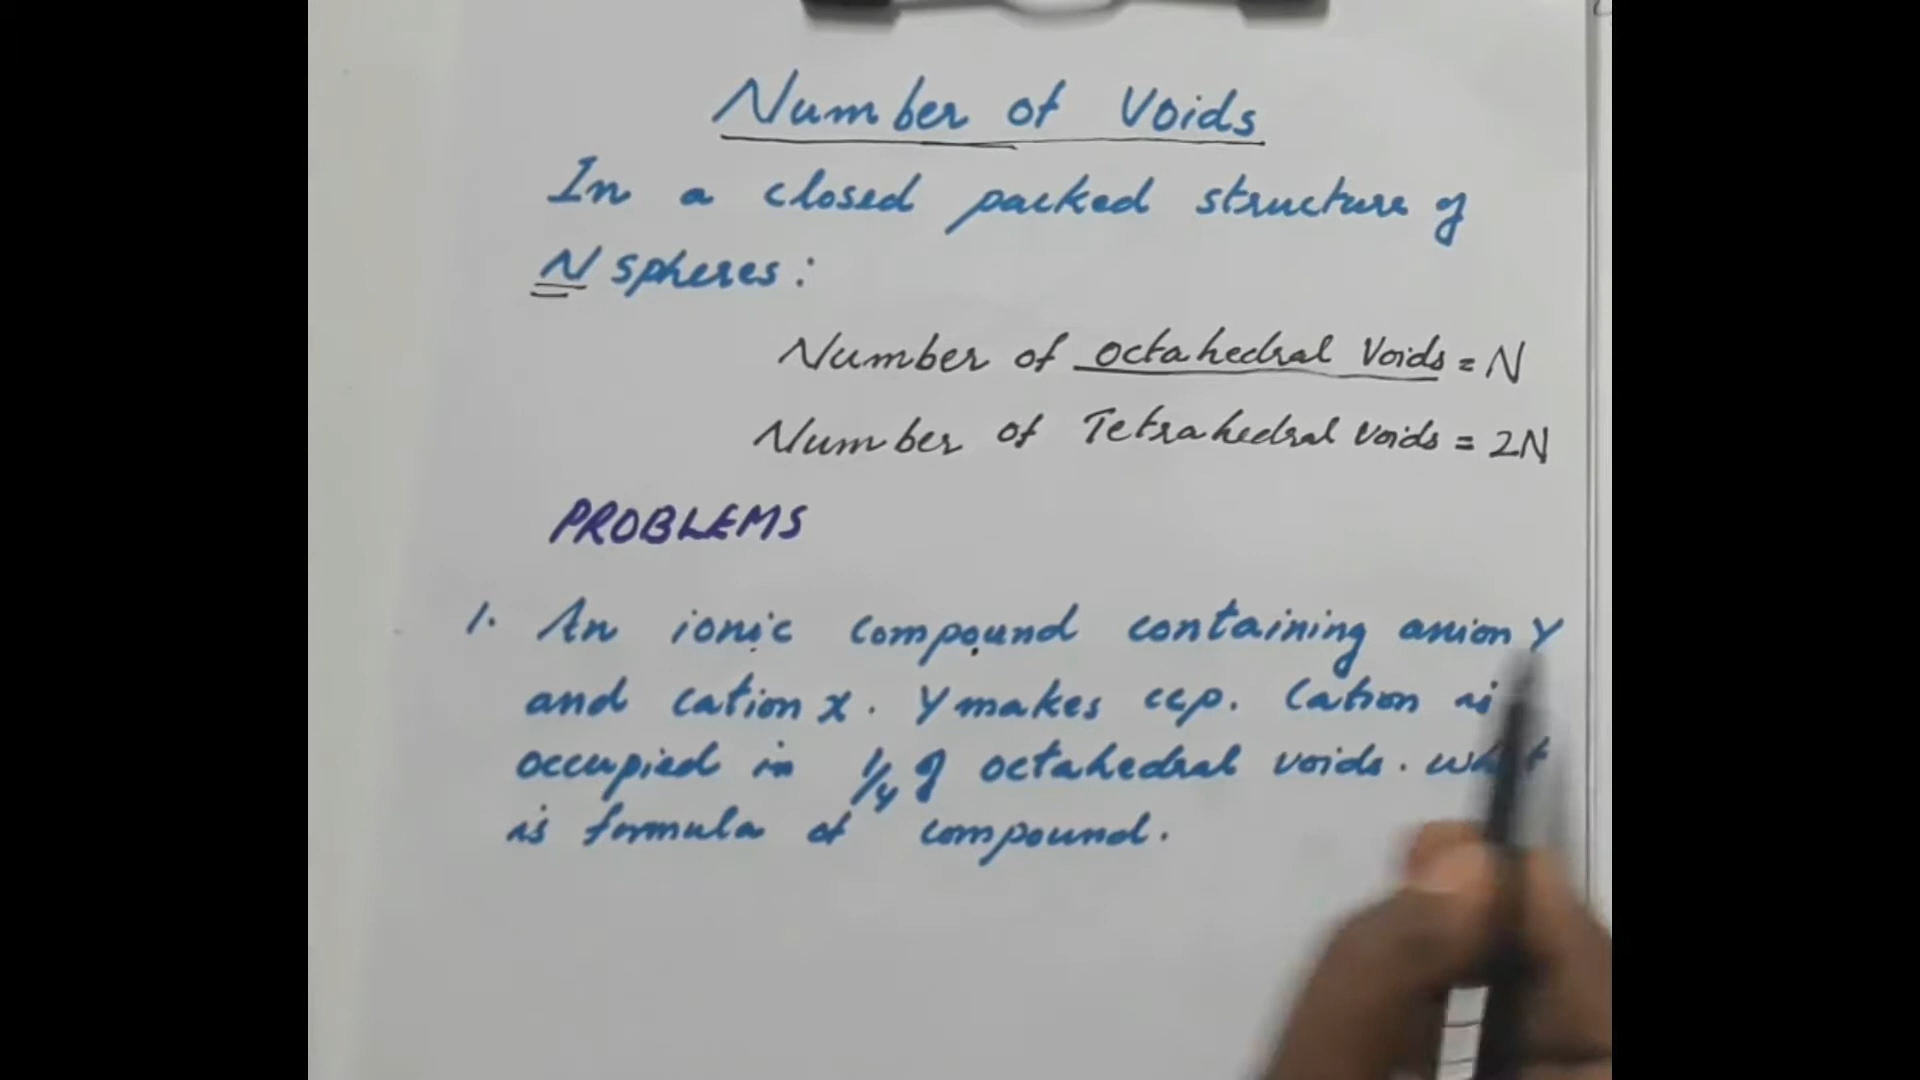 Number of Voids
In a closed packed structure of
N spheres:
Number of octahedral Voids = N
Number of Tetrahedral Voids = 2N
PROBLEMS
1. An ionic compound containing anion Y
and cation x. Y makes ccp. Cation is
occupied in 1/4 of octahedral voids. what
is formula of compound.